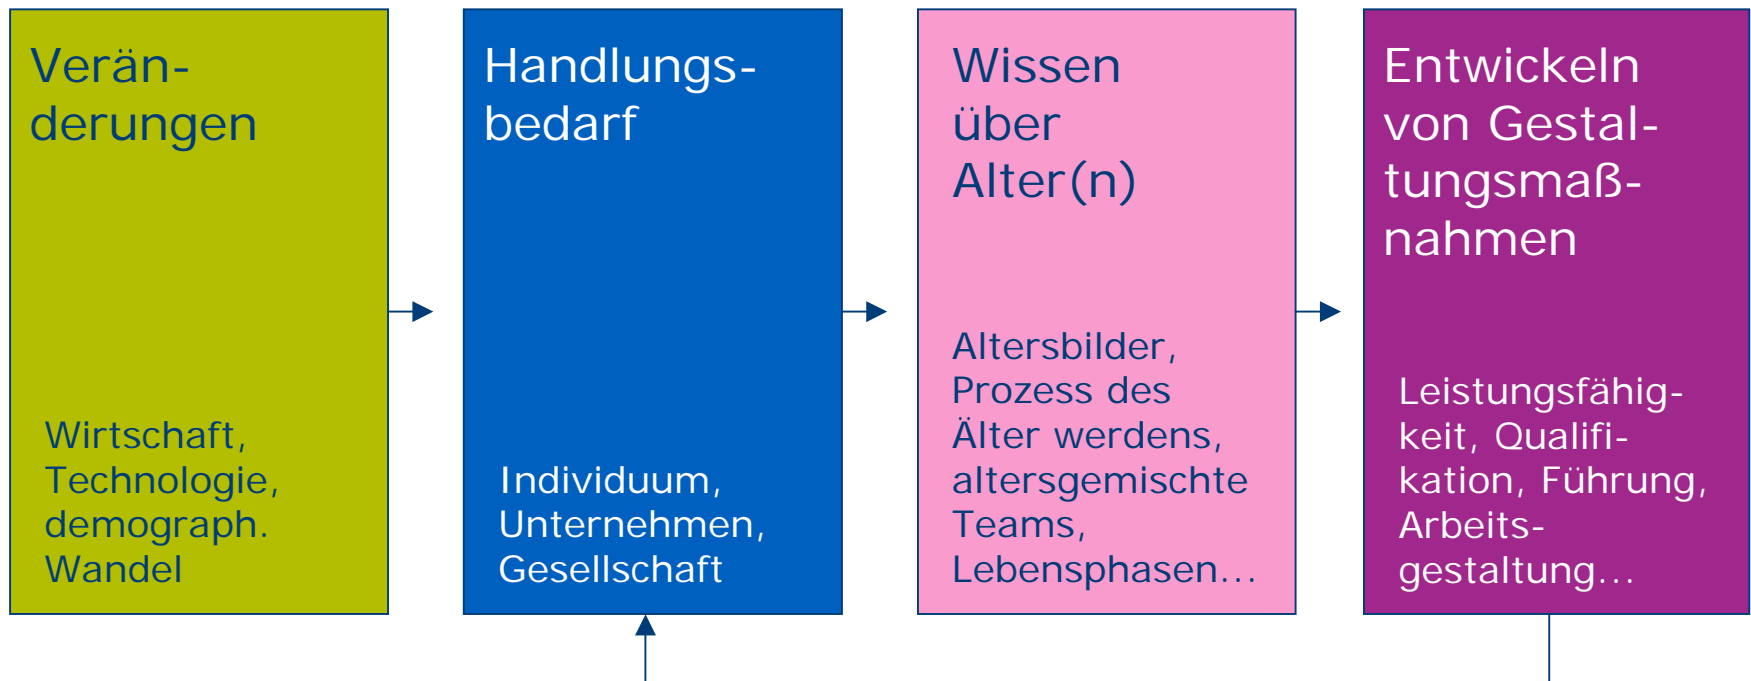 Verän-
derungen
Wirtschaft,
Technologie,
demograph.
Wandel
Handlungs-
bedarf
Individuum,
Unternehmen,
Gesellschaft
Wissen
über
Alter(n)
Altersbilder,
Prozess des
Älter werdens,
altersgemischte
Teams,
Lebensphasen...
Entwickeln
von Gestal-
tungsmaß-
nahmen
Leistungsfähig-
keit, Qualifi-
kation, Führung,
Arbeits-
gestaltung...